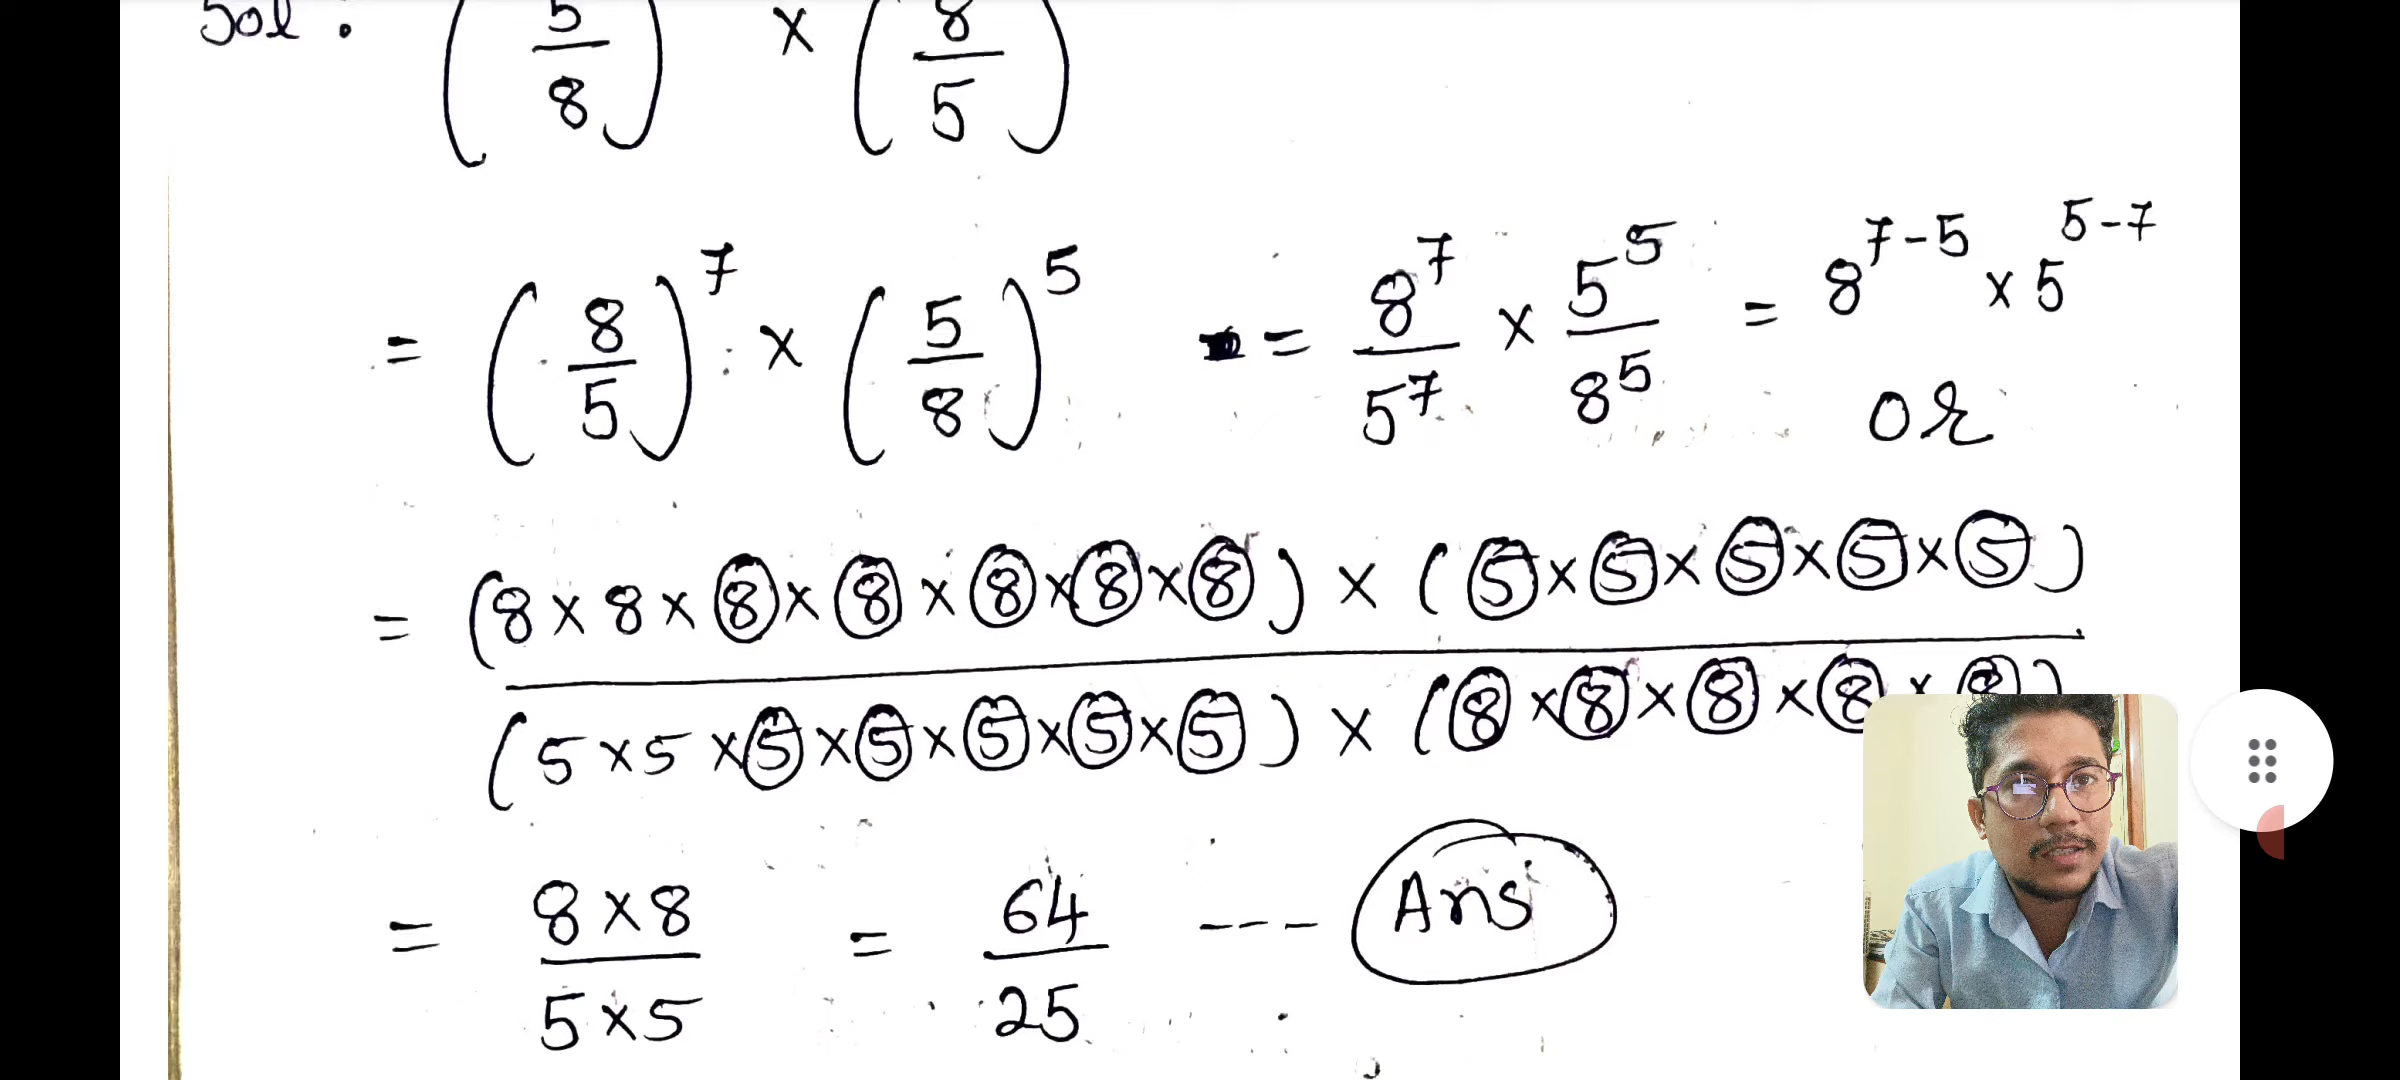 Sol : (5/8) × (8/5)
= (8/5)^7 × (5/8)^5 = 8^7/5^7 × 5^5/8^5 = 8^(7-5) × 5^(5-7)
or
= (8 × 8 × 8 × 8 × 8 × 8 × 8) × (5 × 5 × 5 × 5 × 5)
(5 × 5 × 5 × 5 × 5 × 5 × 5) × (8 × 8 × 8 × 8 × 8)
= 8 × 8 / 5 × 5 = 64/25 --- Ans